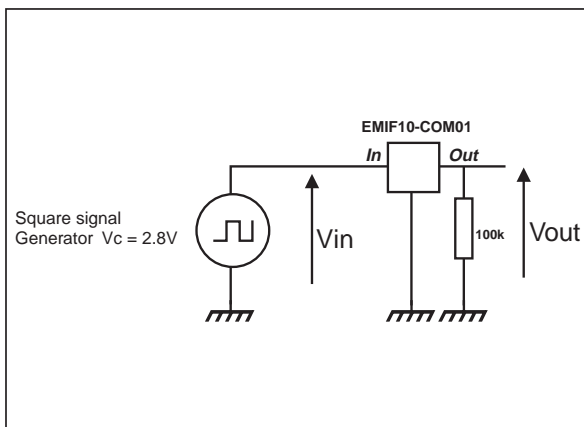 EMIF10-COM01
In
Out
Square signal
Generator Vc = 2.8V
Vin
100k
Vout